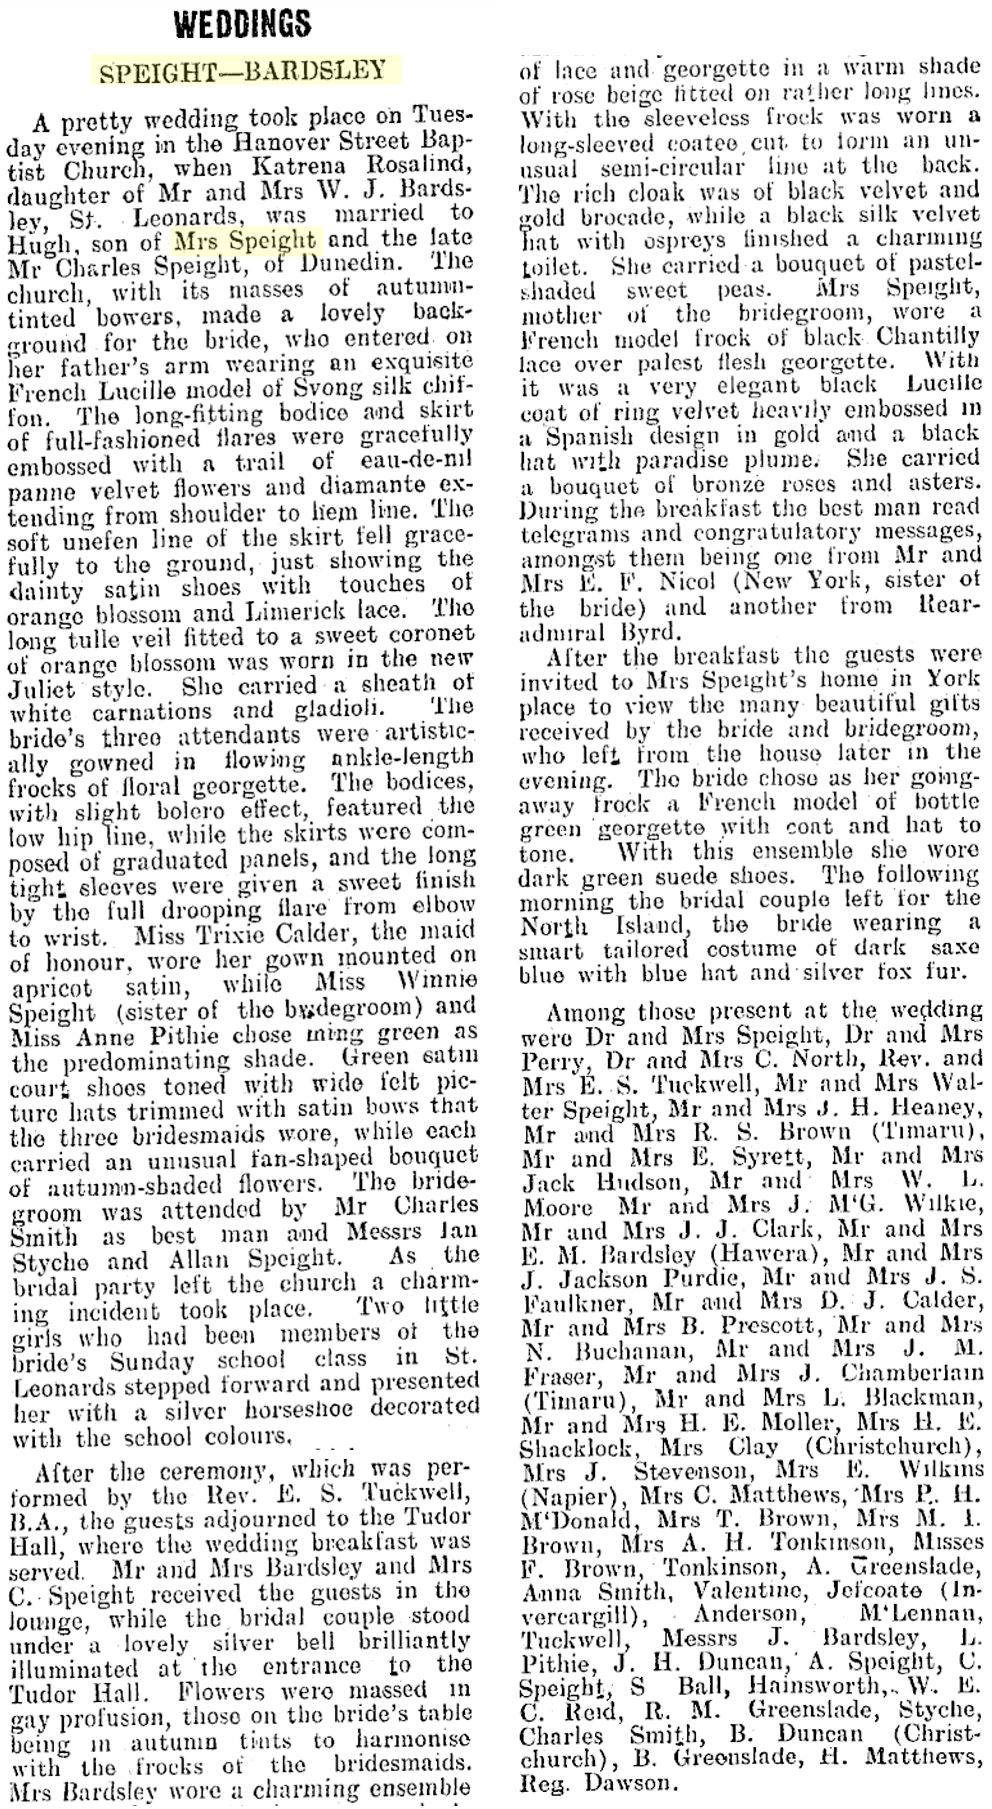 WEDDINGS
SPEIGHT—BARDSLEY
A pretty wedding took place on Tues-
day evening in the Hanover Street Bap-
tist Church, when Katrena Rosalind,
daughter of Mr and Mrs W. J. Bards-
ley, St. Leonards, was married to
Hugh, son of Mrs Speight and the late
Mr Charles Speight, of Dunedin. The
church, with its masses of autumn-
tinted bowers, made a lovely back-
ground for the bride, who entered on
her father's arm wearing an exquisite
French Lucille model of Svong silk chif-
fon. The long-fitting bodice and skirt
of full-fashioned flares were gracefully
embossed with a trail of eau-de-nil
panne velvet flowers and diamante ex-
tending from shoulder to hem line. The
soft unefen line of the skirt fell grace-
fully to the ground, just showing the
dainty satin shoes with touches of
orange blossom and Limerick lace. The
long tulle veil fitted to a sweet coronet
of orange blossom was worn in the new
Juliet style. She carried a sheath of
white carnations and gladioli. The
bride's three attendants were artistic-
ally gowned in flowing ankle-length
frocks of floral georgette. The bodices,
with slight bolero effect, featured the
low hip line, while the skirts were com-
posed of graduated panels, and the long
tight sleeves were given a sweet finish
by the full drooping flare from elbow
to wrist. Miss Trixie Calder, the maid
of honour, wore her gown mounted on
apricot satin, while Miss Winnie
Speight (sister of the bridegroom) and
Miss Anne Pithie chose ming green as
the predominating shade. Green satin
court shoes toned with wide felt pic-
ture hats trimmed with satin bows that
the three bridesmaids wore, while each
carried an unusual fan-shaped bouquet
of autumn-shaded flowers. The bride-
groom was attended by Mr Charles
Smith as best man and Messrs Ian
Styche and Allan Speight. As the
bridal party left the church a charm-
ing incident took place. Two little
girls who had been members of the
bride's Sunday school class in St.
Leonards stepped forward and presented
her with a silver horseshoe decorated
with the school colours.
After the ceremony, which was per-
formed by the Rev. E. S. Tuckwell,
B.A., the guests adjourned to the Tudor
Hall, where the wedding breakfast was
served. Mr and Mrs Bardsley and Mrs
C. Speight received the guests in the
lounge, while the bridal couple stood
under a lovely silver bell brilliantly
illuminated at the entrance to the
Tudor Hall. Flowers were massed in
gay profusion, those on the bride's table
being in autumn tints to harmonise
with the frocks of the bridesmaids.
Mrs Bardsley wore a charming ensemble
of lace and georgette in a warm shade
of rose beige fitted on rather long lines.
With the sleeveless frock was worn a
long-sleeved coatee cut to form an un-
usual semi-circular line at the back.
The rich cloak was of black velvet and
gold brocade, while a black silk velvet
hat with ospreys finished a charming
toilet. She carried a bouquet of pastel-
shaded sweet peas. Mrs Speight,
mother of the bridegroom, wore a
French model frock of black Chantilly
lace over palest flesh georgette. With
it was a very elegant black Lucille
coat of ring velvet heavily embossed in
a Spanish design in gold and a black
hat with paradise plume. She carried
a bouquet of bronze roses and asters.
During the breakfast the best man read
telegrams and congratulatory messages,
amongst them being one from Mr and
Mrs E. F. Nicol (New York, sister of
the bride) and another from Rear-
admiral Byrd.
After the breakfast the guests were
invited to Mrs Speight's home in York
place to view the many beautiful gifts
received by the bride and bridegroom,
who left from the house later in the
evening. The bride chose as her going-
away frock a French model of bottle
green georgette with coat and hat to
tone. With this ensemble she wore
dark green suede shoes. The following
morning the bridal couple left for the
North Island, the bride wearing a
smart tailored costume of dark saxe
blue with blue hat and silver fox fur.
Among those present at the wedding
were Dr and Mrs Speight, Dr and Mrs
Perry, Dr and Mrs C. North, Rev. and
Mrs E. S. Tuckwell, Mr and Mrs Wal-
ter Speight, Mr and Mrs J. H. Heaney,
Mr and Mrs R. S. Brown (Timaru),
Mr and Mrs E. Syrett, Mr and Mrs
Jack Hudson, Mr and Mrs W. L.
Moore Mr and Mrs J. M'G. Wilkie,
Mr and Mrs J. J. Clark, Mr and Mrs
E. M. Bardsley (Hawera), Mr and Mrs
J. Jackson Purdie, Mr and Mrs J. S.
Faulkner, Mr and Mrs D. J. Calder,
Mr and Mrs B. Prescott, Mr and Mrs
N. Buchanan, Mr and Mrs J. M.
Fraser, Mr and Mrs J. Chamberlain
(Timaru), Mr and Mrs L. Blackman,
Mr and Mrs H. E. Moller, Mrs H. E.
Shacklock, Mrs Clay (Christchurch),
Mrs J. Stevenson, Mrs E. Wilkins
(Napier), Mrs C. Matthews, Mrs P. H.
M'Donald, Mrs T. Brown, Mrs M. I.
Brown, Mrs A. H. Tonkinson, Misses
F. Brown, Tonkinson, A. Greenslade,
Anna Smith, Valentine, Jefcoate (In-
vercargill), Anderson, M'Lennan,
Tuckwell, Messrs J. Bardsley, L.
Pithie, J. H. Duncan, A. Speight, C.
Speight, S Ball, Hainsworth, W. E.
C. Reid, R. M. Greenslade, Styche,
Charles Smith, B. Duncan (Christ-
church), B. Greenslade, H. Matthews,
Reg. Dawson.